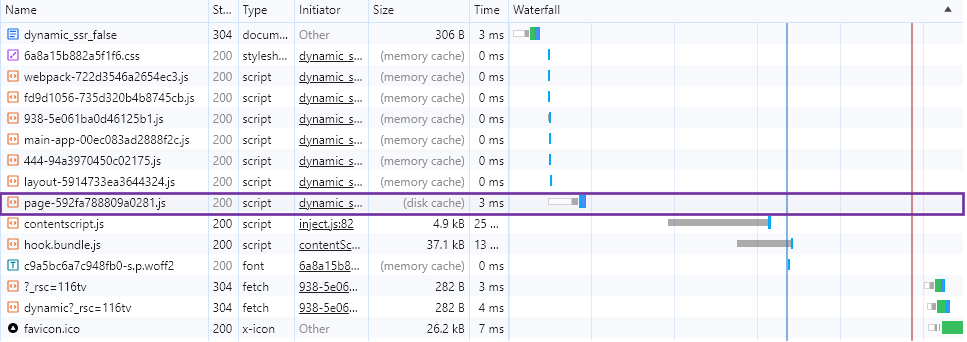 Name St... Type Initiator Size Time Waterfall
dynamic_ssr_false 304 docum... Other 306 B 3 ms
6a8a15b882a5f1f6.css 200 stylesh... dynamic_s... (memory cache) 0 ms
webpack-722d3546a2654ec3.js 200 script dynamic_s... (memory cache) 0 ms
fd9d1056-735d320b4b8745cb.js 200 script dynamic_s... (memory cache) 0 ms
938-5e061ba0d46125b1.js 200 script dynamic_s... (memory cache) 0 ms
main-app-00ec083ad2888f2c.js 200 script dynamic_s... (memory cache) 0 ms
444-94a3970450c02175.js 200 script dynamic_s... (memory cache) 0 ms
layout-5914733ea3644324.js 200 script dynamic_s... (memory cache) 0 ms
page-592fa788809a0281.js 200 script dynamic_s... (disk cache) 3 ms
contentscript.js 200 script inject.js:82 4.9 kB 25 ...
hook.bundle.js 200 script contentSc... 37.1 kB 13 ...
c9a5bc6a7c948fb0-s.p.woff2 200 font 6a8a15b8... (memory cache) 0 ms
?_rsc=116tv 304 fetch 938-5e06... 282 B 3 ms
dynamic?_rsc=116tv 304 fetch 938-5e06... 282 B 4 ms
favicon.ico 200 x-icon Other 26.2 kB 7 ms